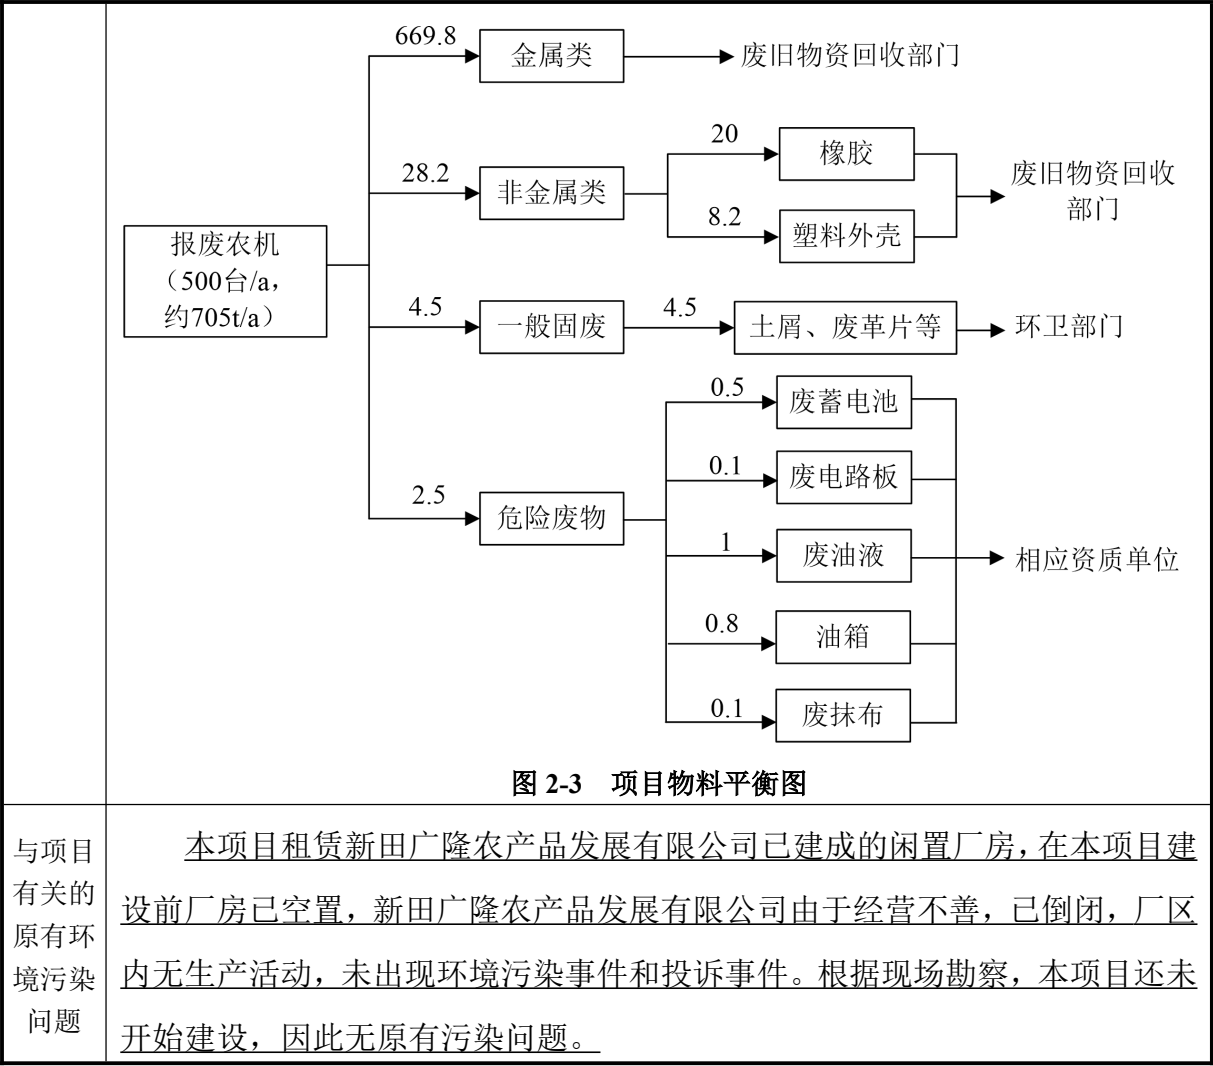 669.8
金属类
废旧物资回收部门
20
橡胶
28.2
非金属类
8.2
塑料外壳
废旧物资回收
部门
报废农机
（500台/a，
约705t/a）
4.5
一般固废
4.5
土屑、废革片等
环卫部门
0.5
废蓄电池
0.1
废电路板
2.5
危险废物
1
废油液
相应资质单位
0.8
油箱
0.1
废抹布
图 2-3 项目物料平衡图
与项目
有关的
原有环
境污染
问题
本项目租赁新田广隆农产品发展有限公司已建成的闲置厂房，在本项目建
设前厂房已空置，新田广隆农产品发展有限公司由于经营不善，已倒闭，厂区
内无生产活动，未出现环境污染事件和投诉事件。根据现场勘察，本项目还未
开始建设，因此无原有污染问题。